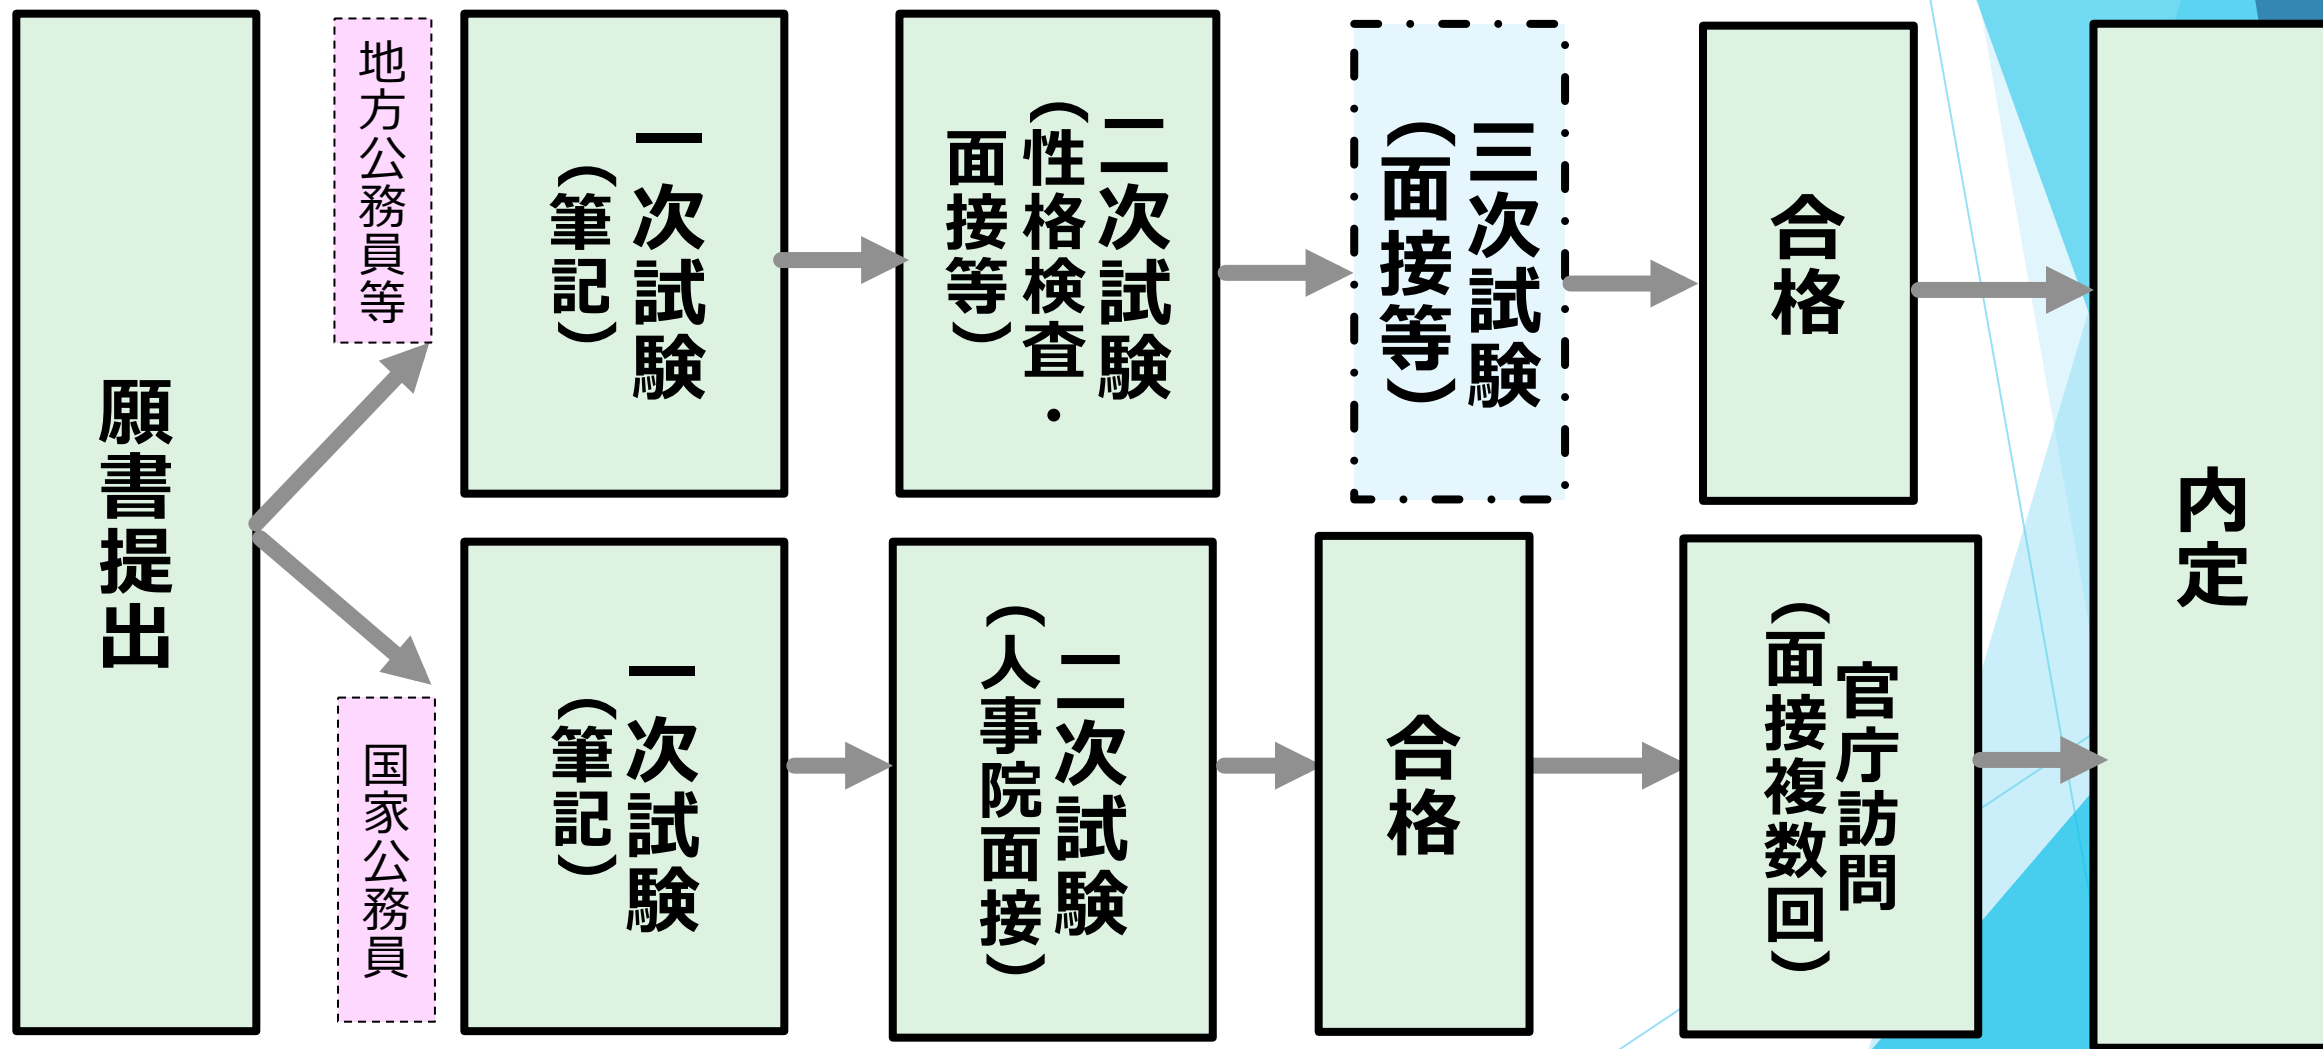 願書提出
地方公務員等
一次試験
（筆記）
二次試験
（性格検査・
面接等）
三次試験
（面接等）
合格
国家公務員
一次試験
（筆記）
二次試験
（人事院面接）
合格
官庁訪問
（面接複数回）
内定